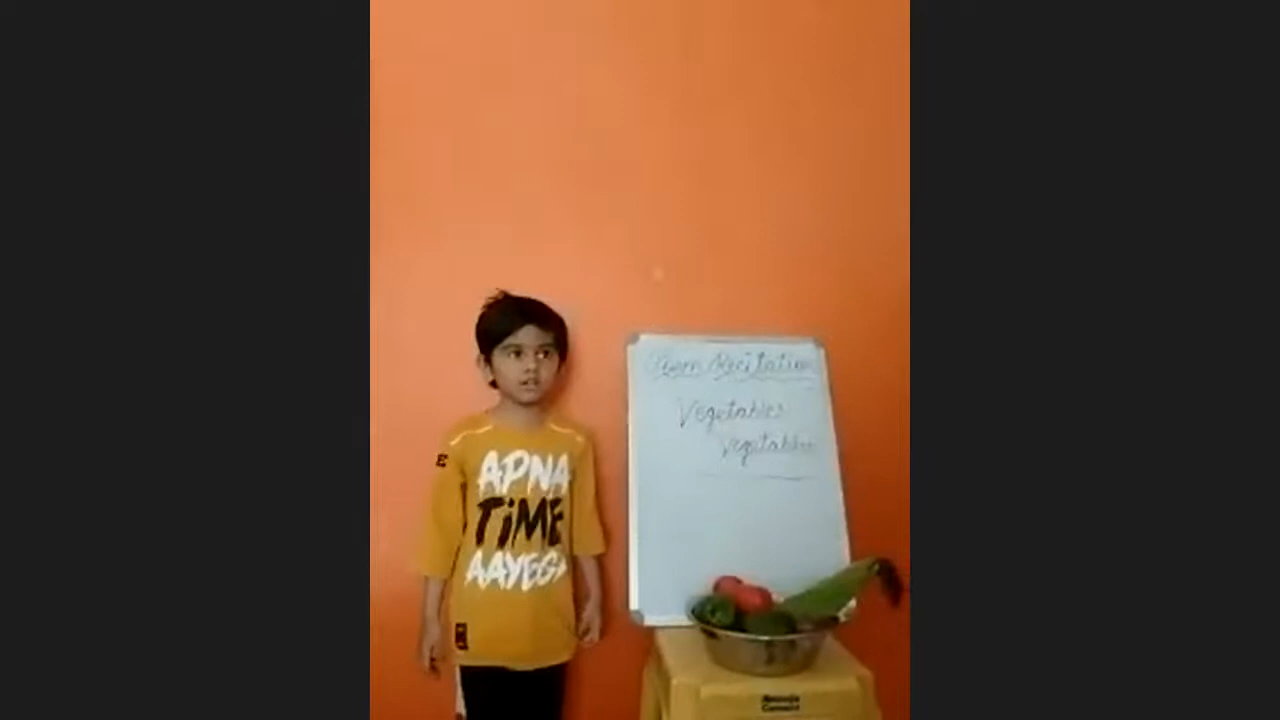 Poem Recitation
Vegetables
Vegetables
APNA
TiME
AAYEGA
E